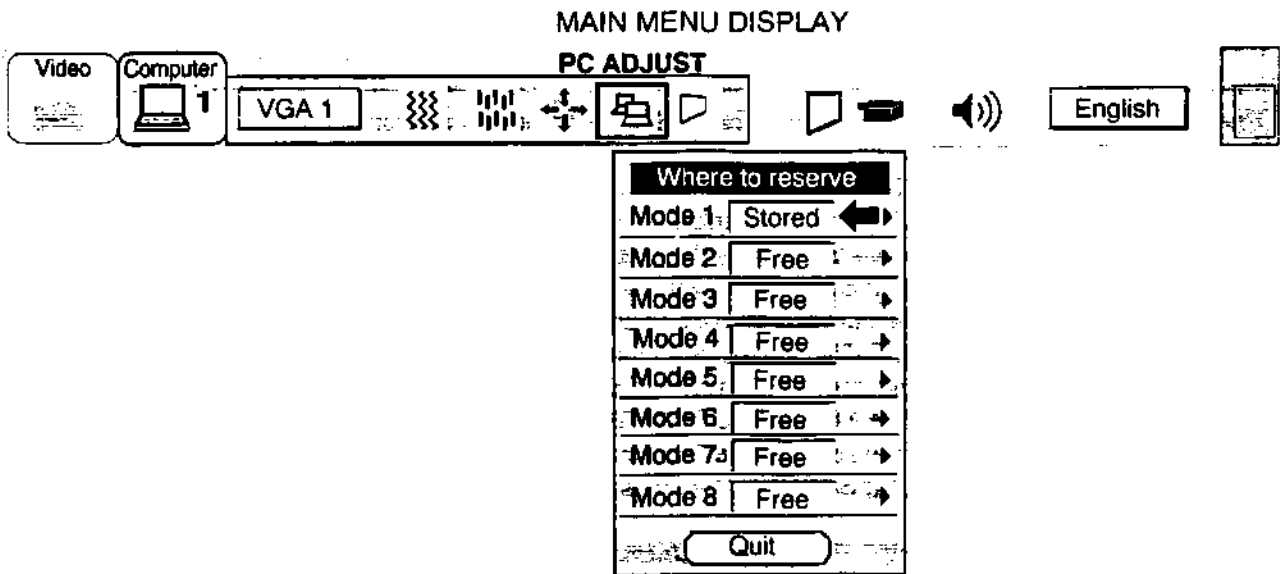 MAIN MENU DISPLAY
PC ADJUST
Video
Computer
1
VGA 1
English
Where to reserve
Mode 1 Stored
Mode 2 Free
Mode 3 Free
Mode 4 Free
Mode 5 Free
Mode 6 Free
Mode 7 Free
Mode 8 Free
Quit